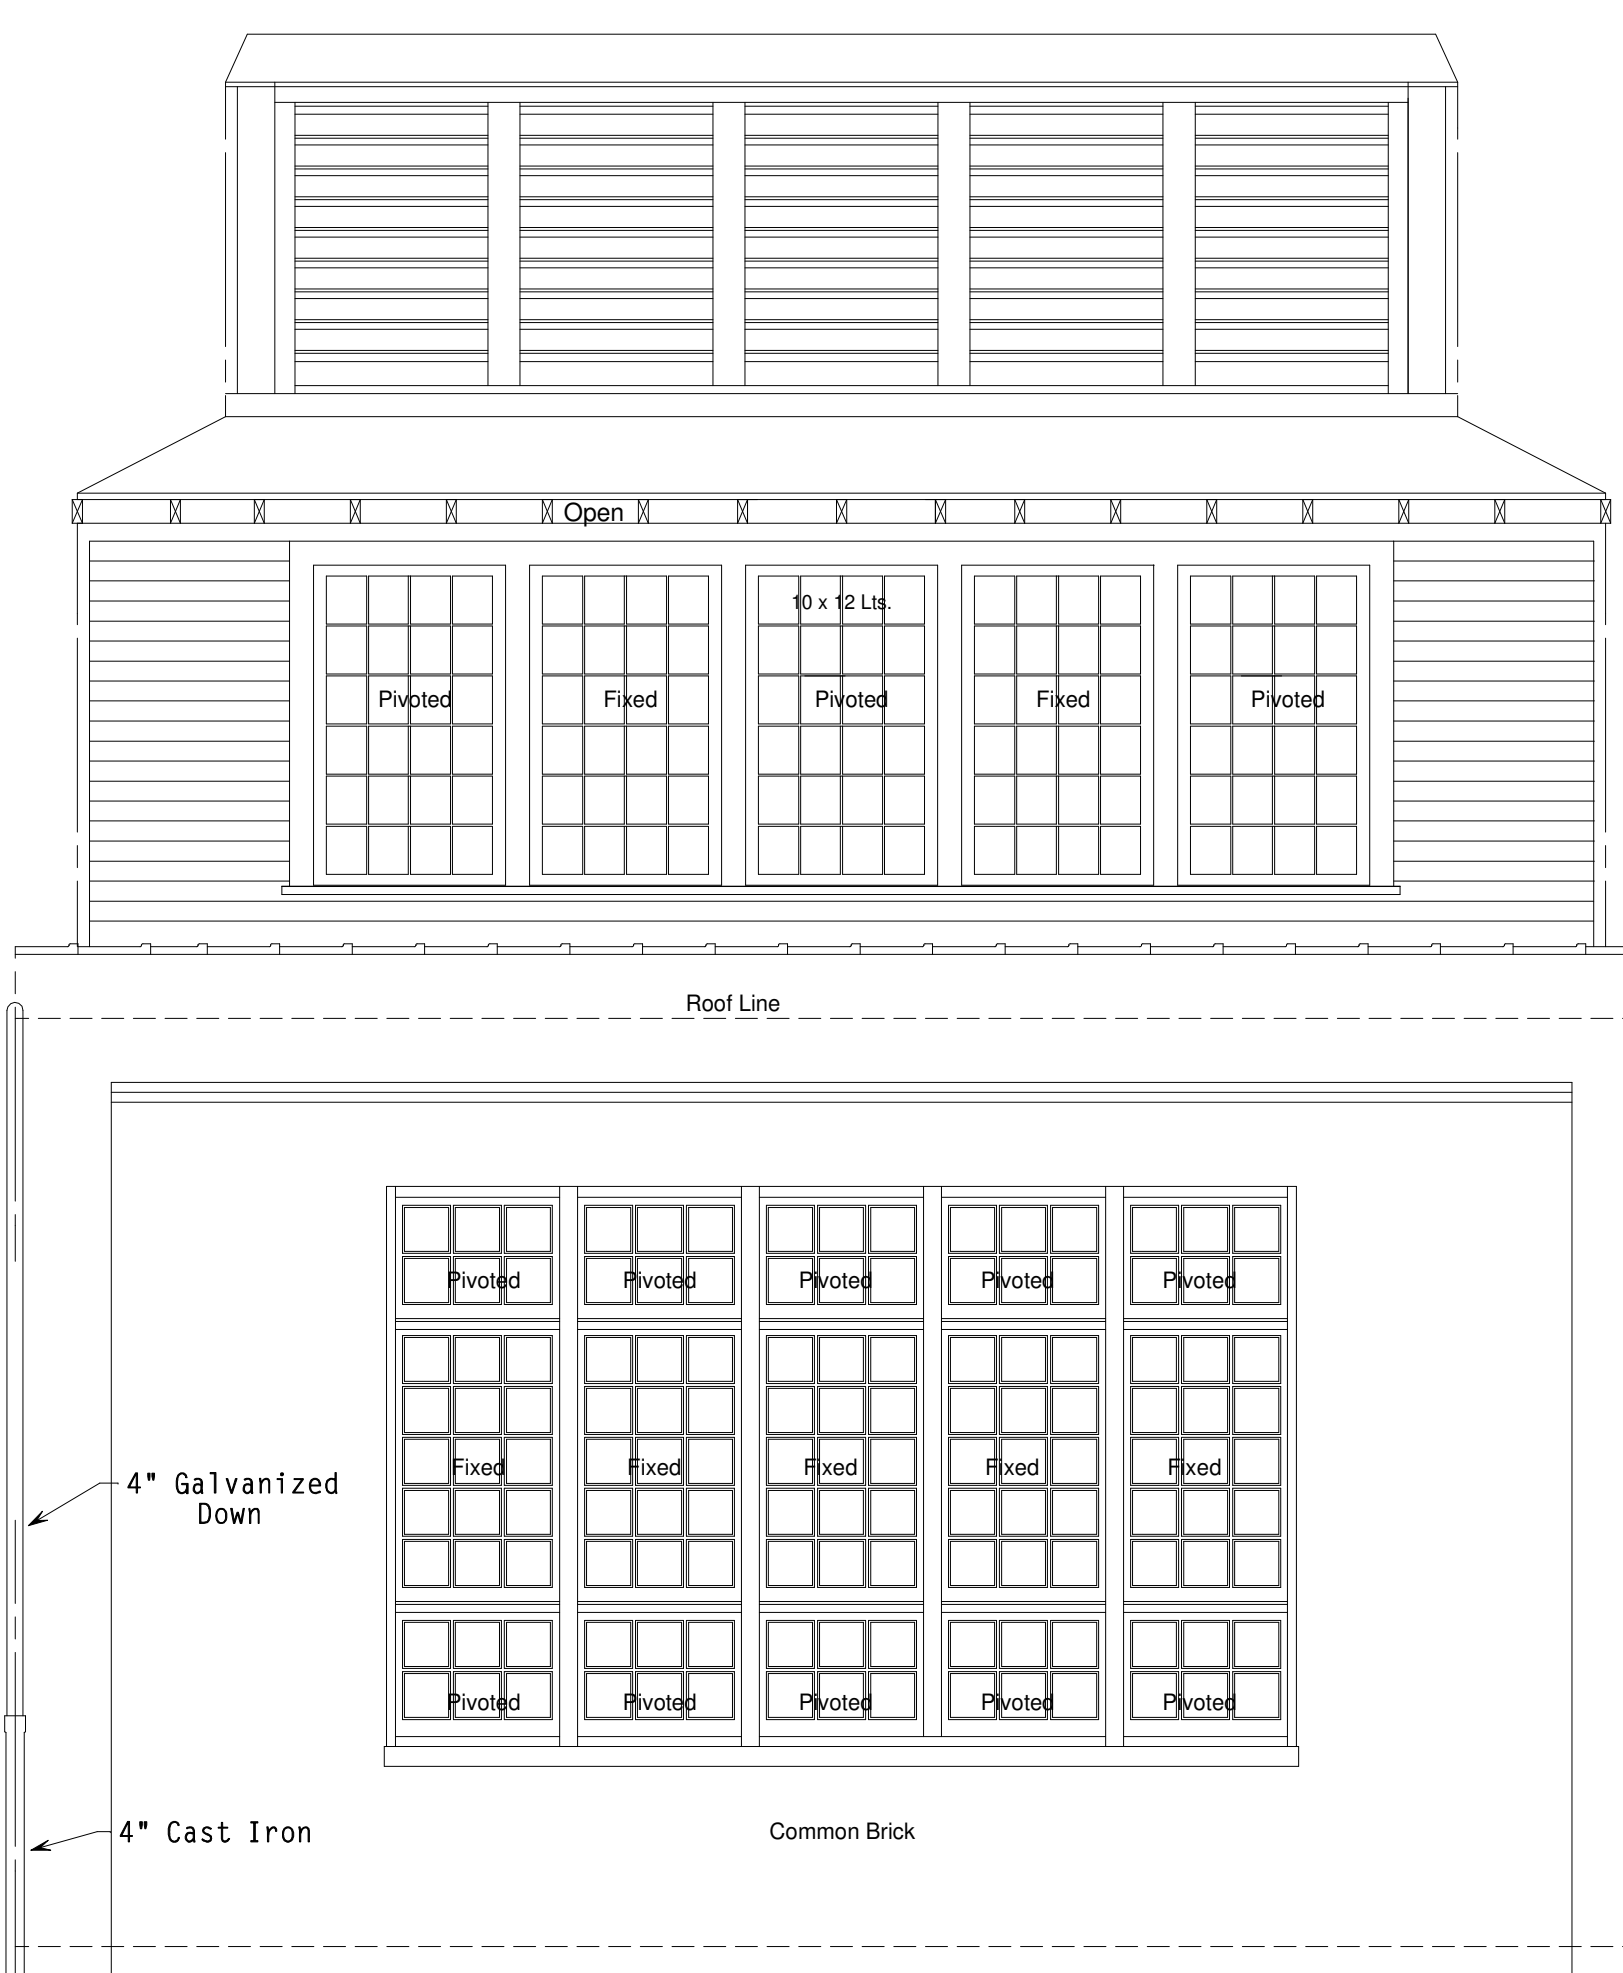 Open
10 x 12 Lts.
Pivoted
Fixed
Pivoted
Fixed
Pivoted
Roof Line
Pivoted
Pivoted
Pivoted
Pivoted
Pivoted
Fixed
Fixed
Fixed
Fixed
Fixed
4" Galvanized
Down
Pivoted
Pivoted
Pivoted
Pivoted
Pivoted
4" Cast Iron
Common Brick